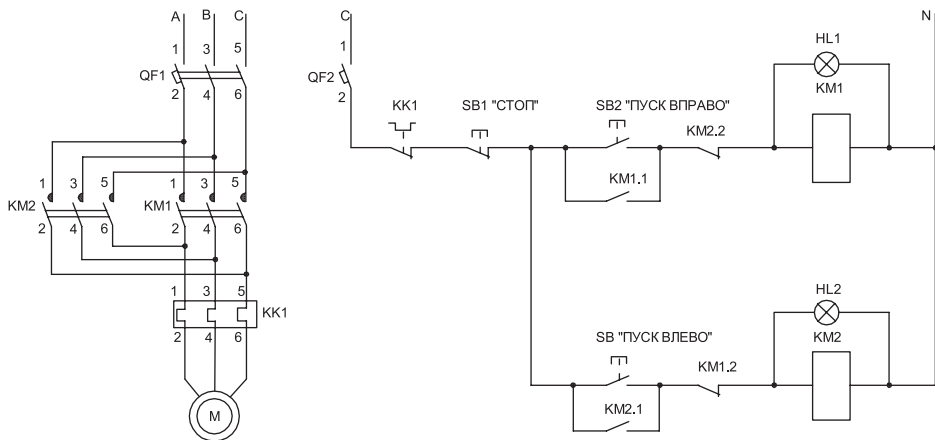 A B C
1 3 5
QF1
2 4 6
1 3 5 1 3 5
KM2 KM1
2 4 6 2 4 6
1 3 5
KK1
2 4 6
M
C N
1
QF2
2
KK1 SB1 "СТОП" SB2 "ПУСК ВПРАВО" KM2.2 HL1
KM1
KM1.1
HL2
SB "ПУСК ВЛЕВО" KM1.2 KM2
KM2.1